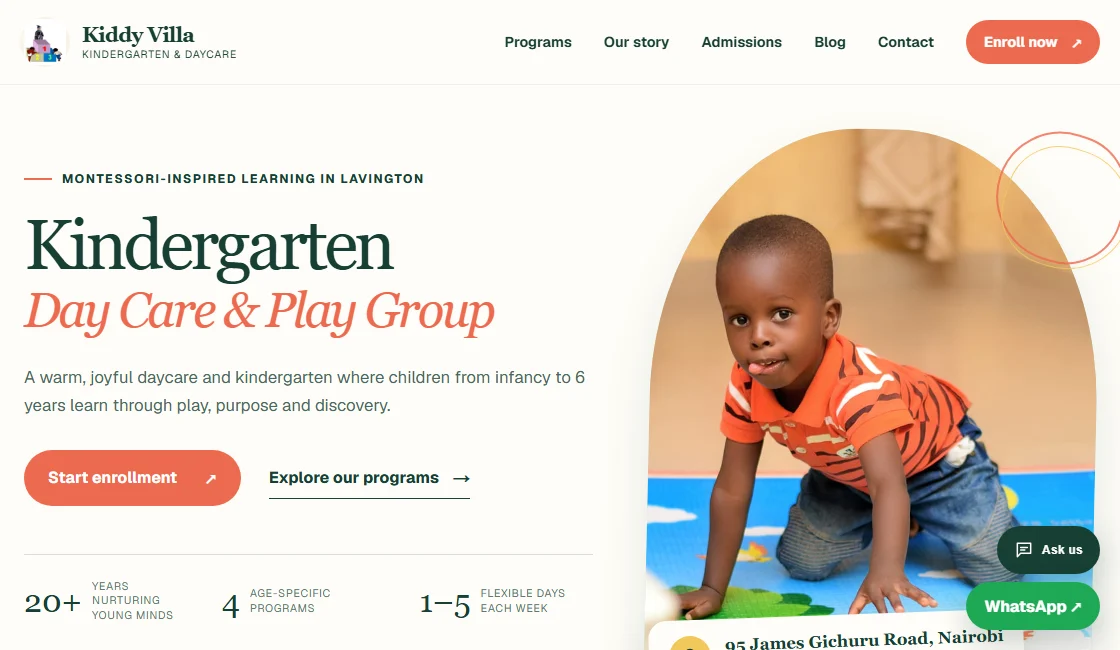 Kiddy Villa
KINDERGARTEN & DAYCARE
Programs
Our story
Admissions
Blog
Contact
Enroll now ↗
MONTESSORI-INSPIRED LEARNING IN LAVINGTON
Kindergarten
Day Care & Play Group
A warm, joyful daycare and kindergarten where children from infancy to 6
years learn through play, purpose and discovery.
Start enrollment ↗
Explore our programs →
20+
YEARS
NURTURING
YOUNG MINDS
4
AGE-SPECIFIC
PROGRAMS
1–5
FLEXIBLE DAYS
EACH WEEK
Ask us
WhatsApp ↗
95 James Gichuru Road, Nairobi